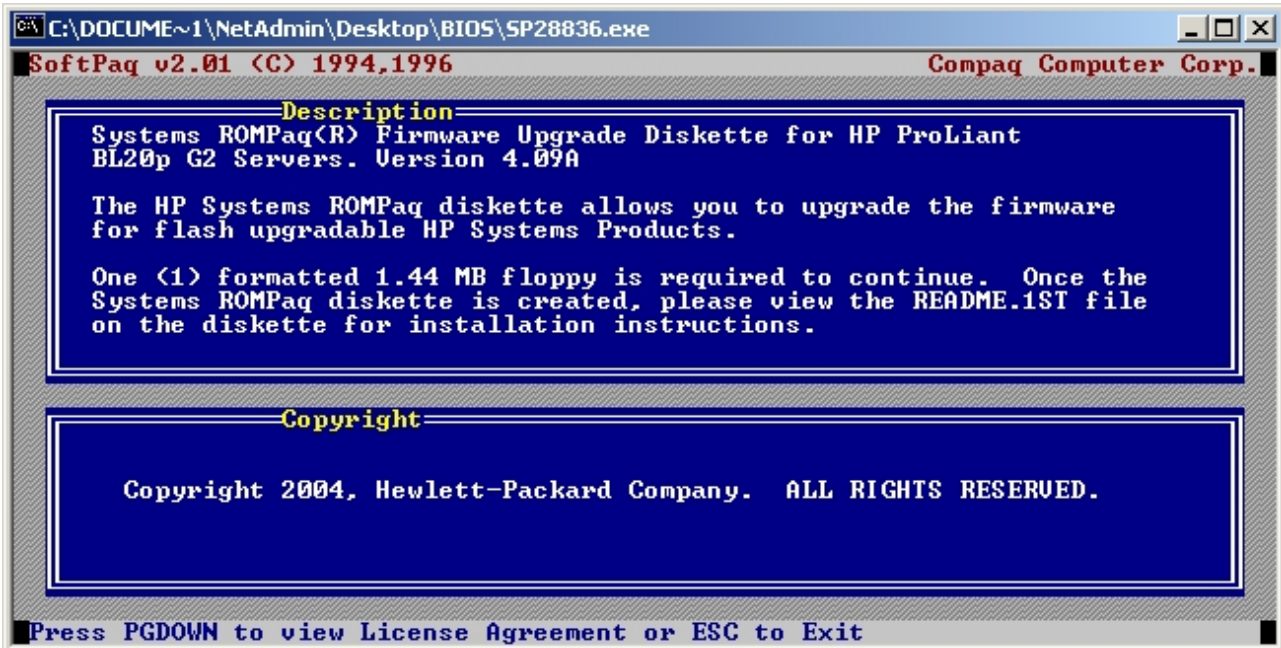 C:\DOCUME~1\NetAdmin\Desktop\BIOS\SP28836.exe
SoftPaq v2.01 (C) 1994,1996 Compaq Computer Corp.
Description
Systems ROMPaq(R) Firmware Upgrade Diskette for HP ProLiant
BL20p G2 Servers. Version 4.09A
The HP Systems ROMPaq diskette allows you to upgrade the firmware
for flash upgradable HP Systems Products.
One (1) formatted 1.44 MB floppy is required to continue. Once the
Systems ROMPaq diskette is created, please view the README.1ST file
on the diskette for installation instructions.
Copyright
Copyright 2004, Hewlett-Packard Company. ALL RIGHTS RESERVED.
Press PGDOWN to view License Agreement or ESC to Exit